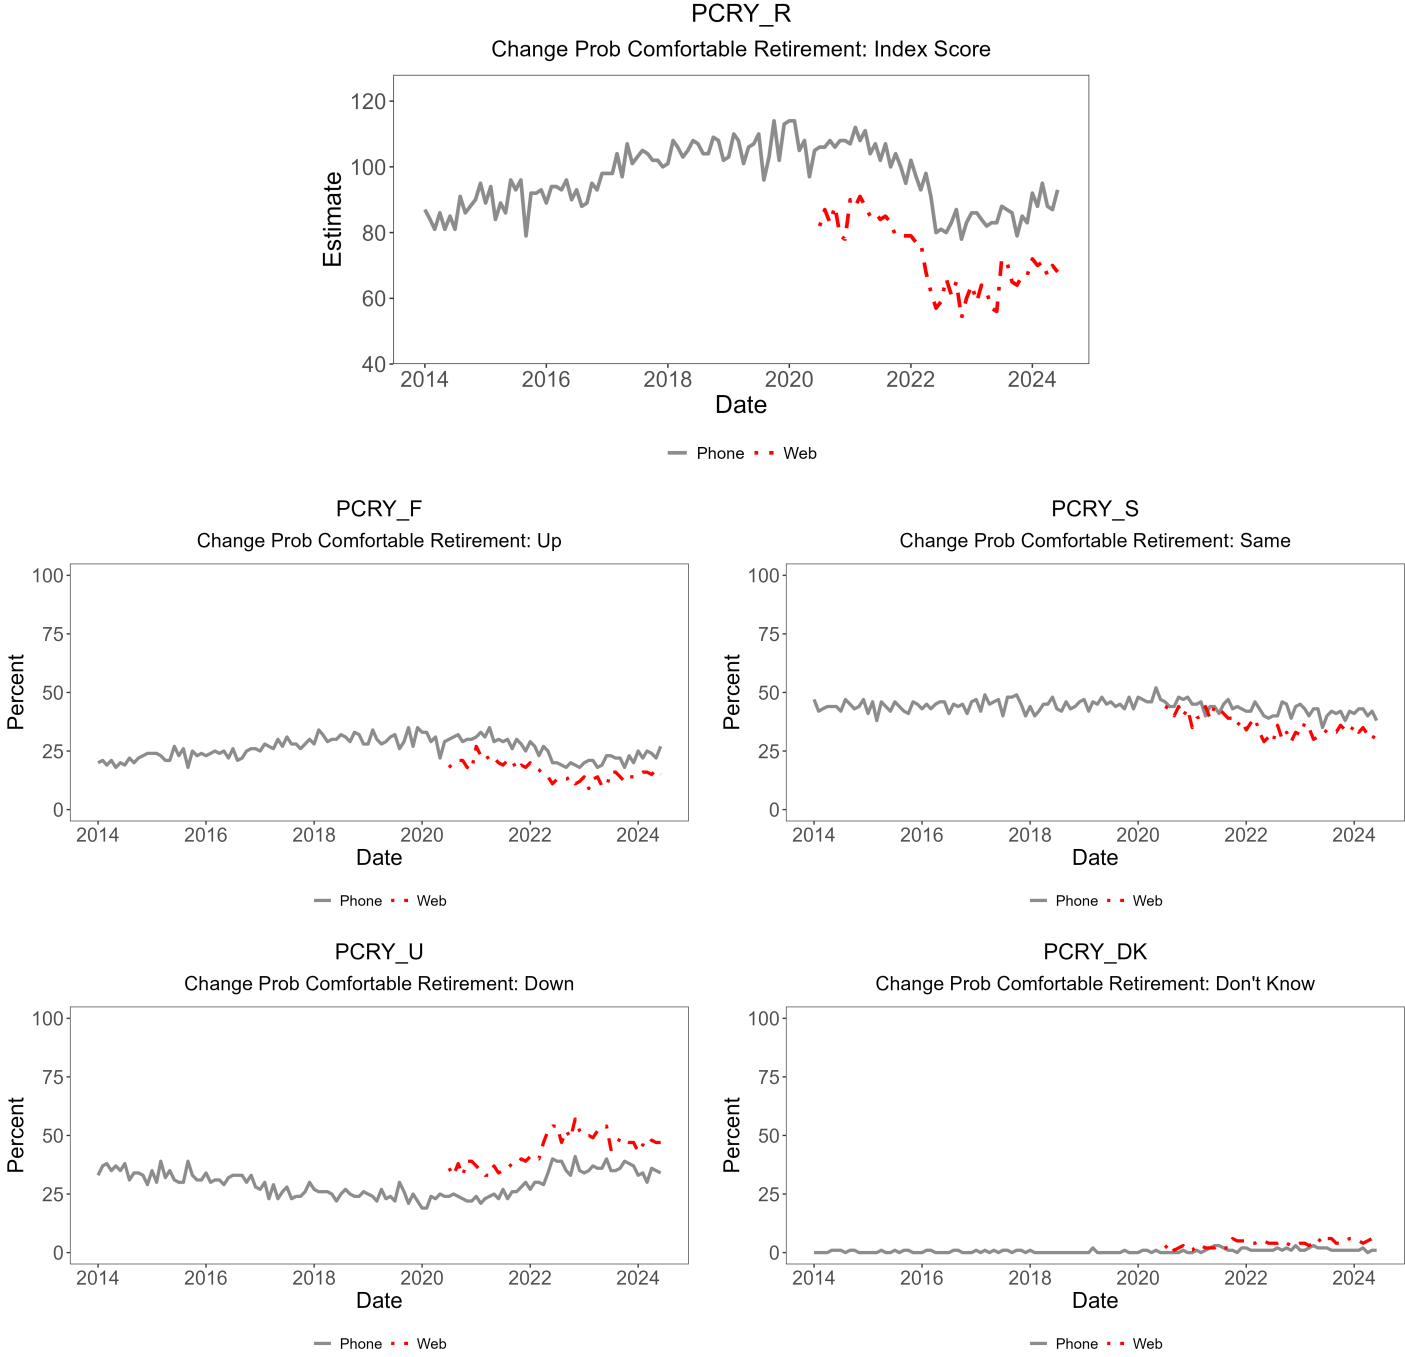 PCRY_R
Change Prob Comfortable Retirement: Index Score
Estimate
120
100
80
60
40
2014 2016 2018 2020 2022 2024
Date
Phone Web
PCRY_F
Change Prob Comfortable Retirement: Up
Percent
100
75
50
25
0
2014 2016 2018 2020 2022 2024
Date
Phone Web
PCRY_S
Change Prob Comfortable Retirement: Same
Percent
100
75
50
25
0
2014 2016 2018 2020 2022 2024
Date
Phone Web
PCRY_U
Change Prob Comfortable Retirement: Down
Percent
100
75
50
25
0
2014 2016 2018 2020 2022 2024
Date
Phone Web
PCRY_DK
Change Prob Comfortable Retirement: Don't Know
Percent
100
75
50
25
0
2014 2016 2018 2020 2022 2024
Date
Phone Web